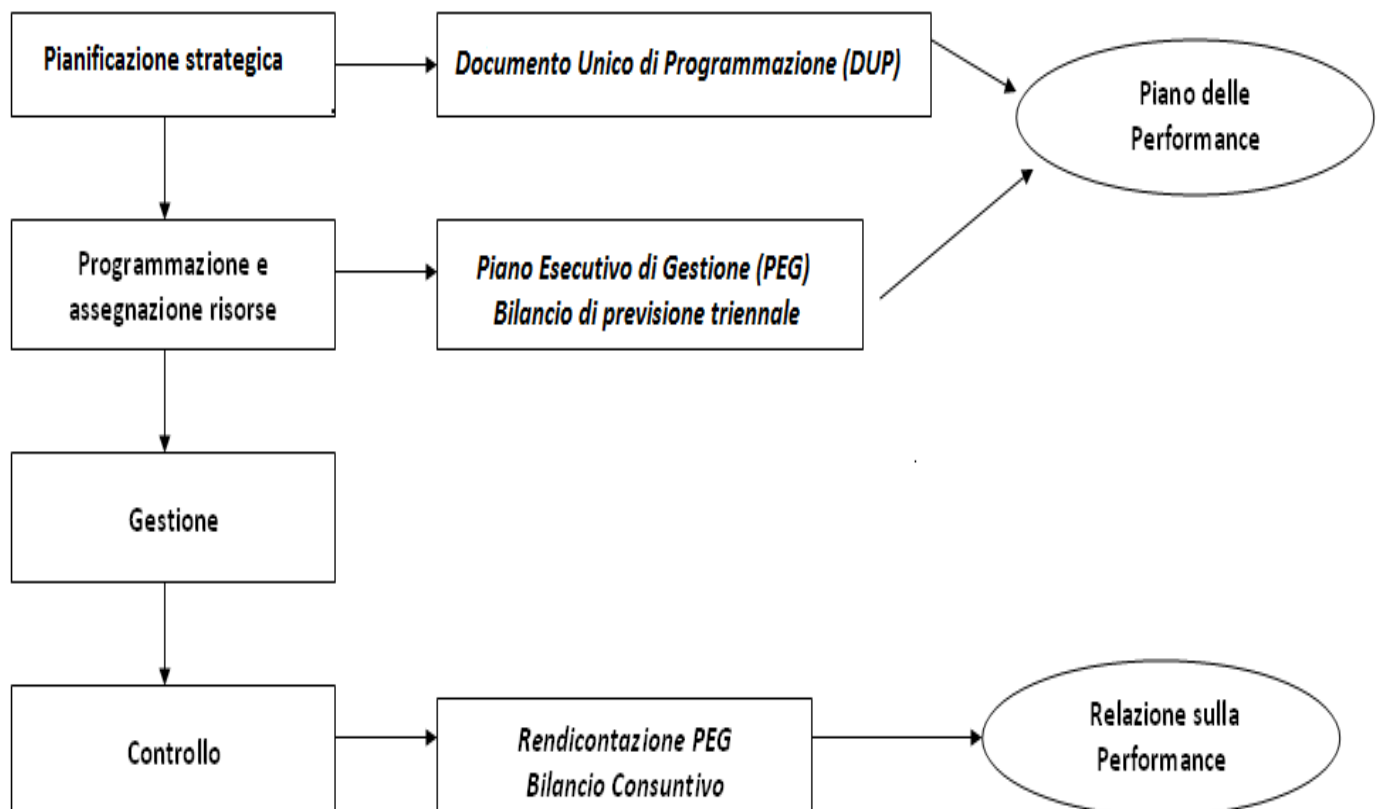 Pianificazione strategica
Documento Unico di Programmazione (DUP)
Piano delle
Performance
Programmazione e
assegnazione risorse
Piano Esecutivo di Gestione (PEG)
Bilancio di previsione triennale
Gestione
Controllo
Rendicontazione PEG
Bilancio Consuntivo
Relazione sulla
Performance